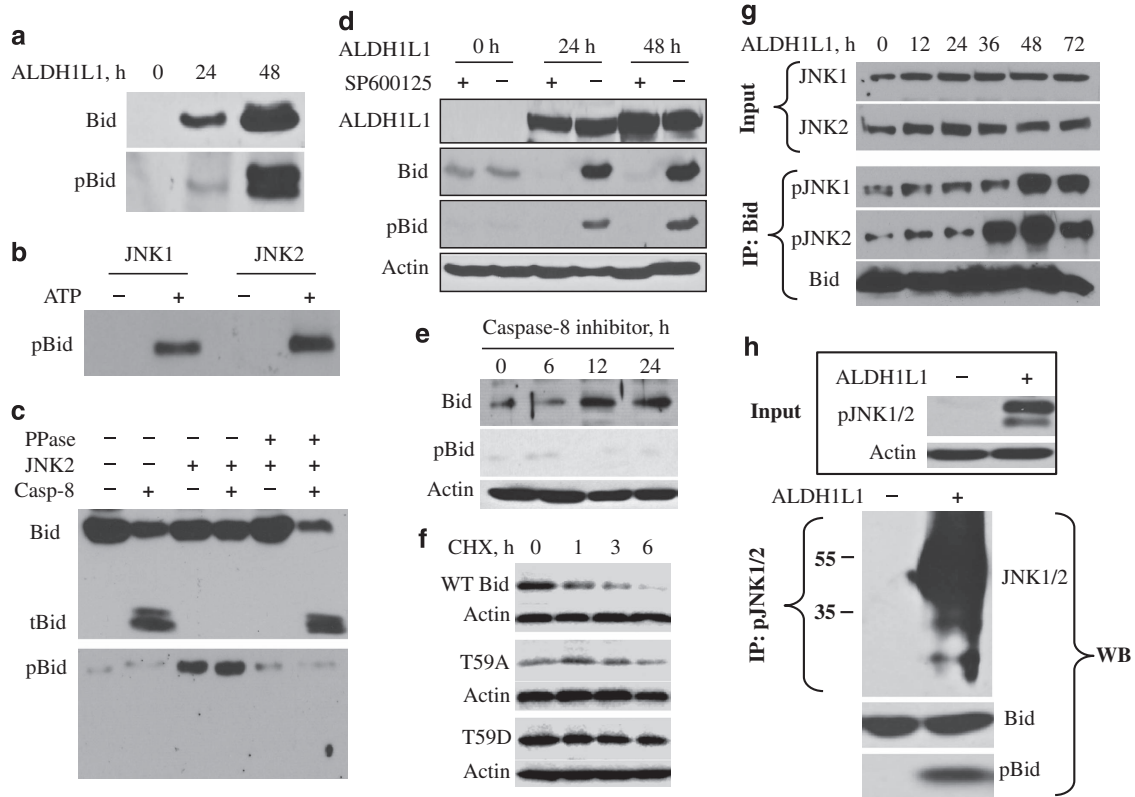 a
ALDH1L1, h 0 24 48
Bid
pBid
b
JNK1 JNK2
ATP − + − +
pBid
c
PPase − − − − + +
JNK2 − − + + + +
Casp-8 − + − + − +
Bid
tBid
pBid
d
ALDH1L1 0 h 24 h 48 h
SP600125 + − + − + −
ALDH1L1
Bid
pBid
Actin
e
Caspase-8 inhibitor, h
0 6 12 24
Bid
pBid
Actin
f
CHX, h 0 1 3 6
WT Bid
Actin
T59A
Actin
T59D
Actin
g
ALDH1L1, h 0 12 24 36 48 72
Input
JNK1
JNK2
IP: Bid
pJNK1
pJNK2
Bid
h
Input
ALDH1L1 − +
pJNK1/2
Actin
ALDH1L1 − +
IP: pJNK1/2
55
35
JNK1/2
WB
Bid
pBid